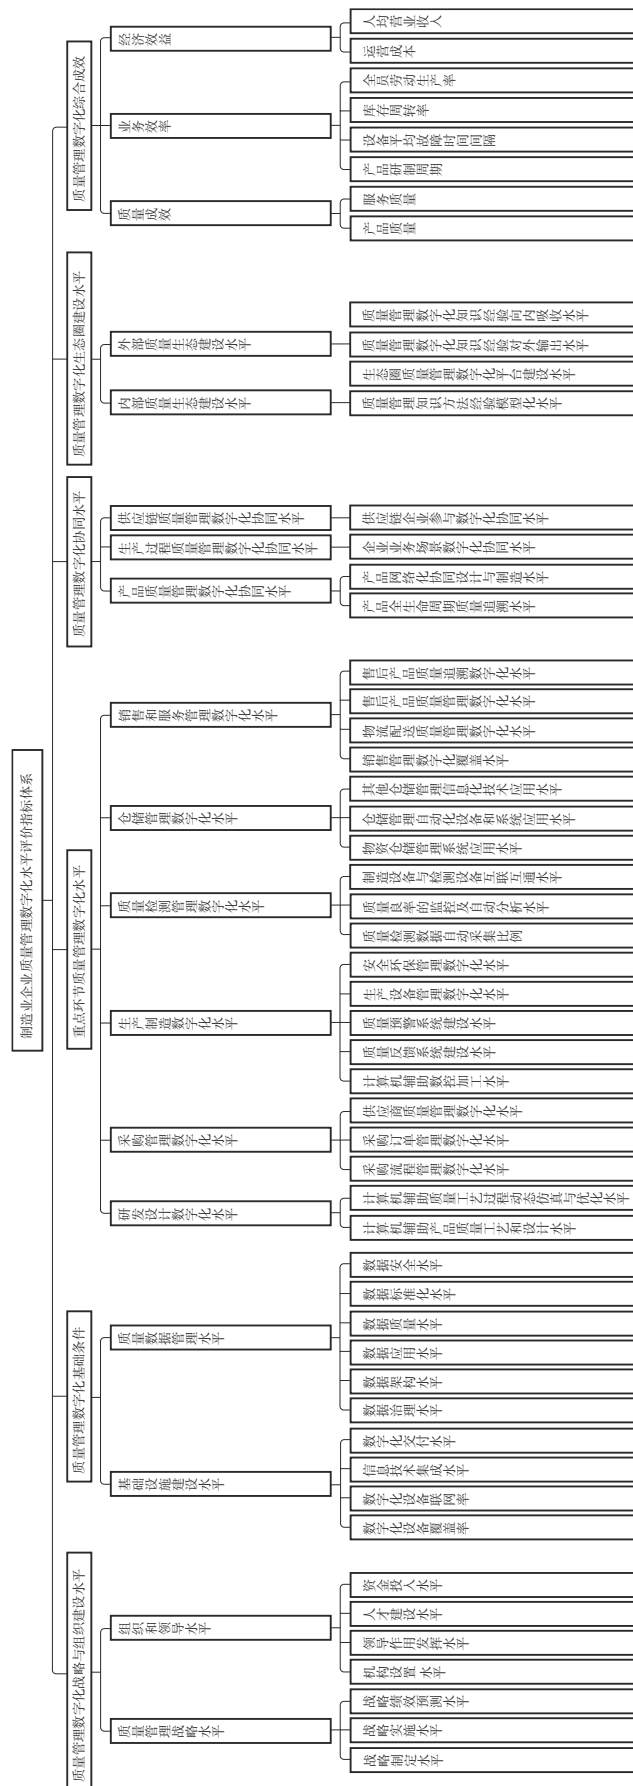 制造业企业质量管理数字化水平评价指标体系
质量管理数字化战略与组织建设水平
质量管理数字化基础条件
重点环节质量管理数字化水平
质量管理数字化协同水平
质量管理数字化生态圈建设水平
质量管理数字化综合成效
质量管理战略水平
组织和领导水平
基础设施建设水平
质量数据管理水平
研发设计数字化水平
采购管理数字化水平
生产制造数字化水平
质量检测管理数字化水平
仓储管理数字化水平
销售和服务管理数字化水平
产品质量管理数字化协同水平
生产过程质量管理数字化协同水平
供应链质量管理数字化协同水平
内部质量生态建设水平
外部质量生态建设水平
质量成效
业务效率
经济效益
战略制定水平
战略实施水平
战略绩效预测水平
机构设置水平
领导作用发挥水平
人才建设水平
资金投入水平
数字化设备覆盖率
数字化设备联网率
信息技术集成水平
数字化交付水平
数据治理水平
数据架构水平
数据应用水平
数据质量水平
数据标准化水平
数据安全水平
计算机辅助产品质量工艺和设计水平
计算机辅助质量工艺过程动态仿真与优化水平
采购流程管理数字化水平
采购订单管理数字化水平
供应商质量管理数字化水平
计算机辅助数控加工水平
质量反馈系统建设水平
质量预警系统建设水平
生产设备管理数字化水平
安全环保管理数字化水平
质量检测数据自动采集比例
质量良率的监控及自动分析水平
制造设备与检测设备互联互通水平
物资仓储管理系统应用水平
仓储管理自动化设备和系统应用水平
其他仓储管理信息化技术应用水平
销售管理数字化覆盖水平
物流配送质量管理数字化水平
售后产品质量管理数字化水平
售后产品质量追溯数字化水平
产品全生命周期质量追溯水平
产品网络化协同设计与制造水平
企业业务场景数字化协同水平
供应链企业参与数字化协同水平
质量管理知识方法经验模型化水平
生态圈质量管理数字化平台建设水平
质量管理数字化知识经验对外输出水平
质量管理数字化知识经验向内吸收水平
产品质量
服务质量
产品研制周期
设备平均故障时间间隔
库存周转率
全员劳动生产率
运营成本
人均营业收入